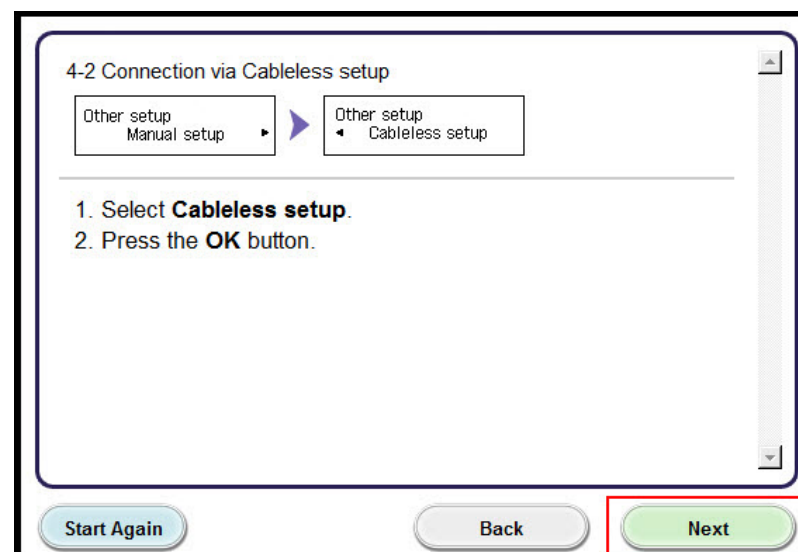 4-2 Connection via Cableless setup
Other setup
Manual setup
Other setup
Cableless setup
1. Select Cableless setup.
2. Press the OK button.
Start Again
Back
Next